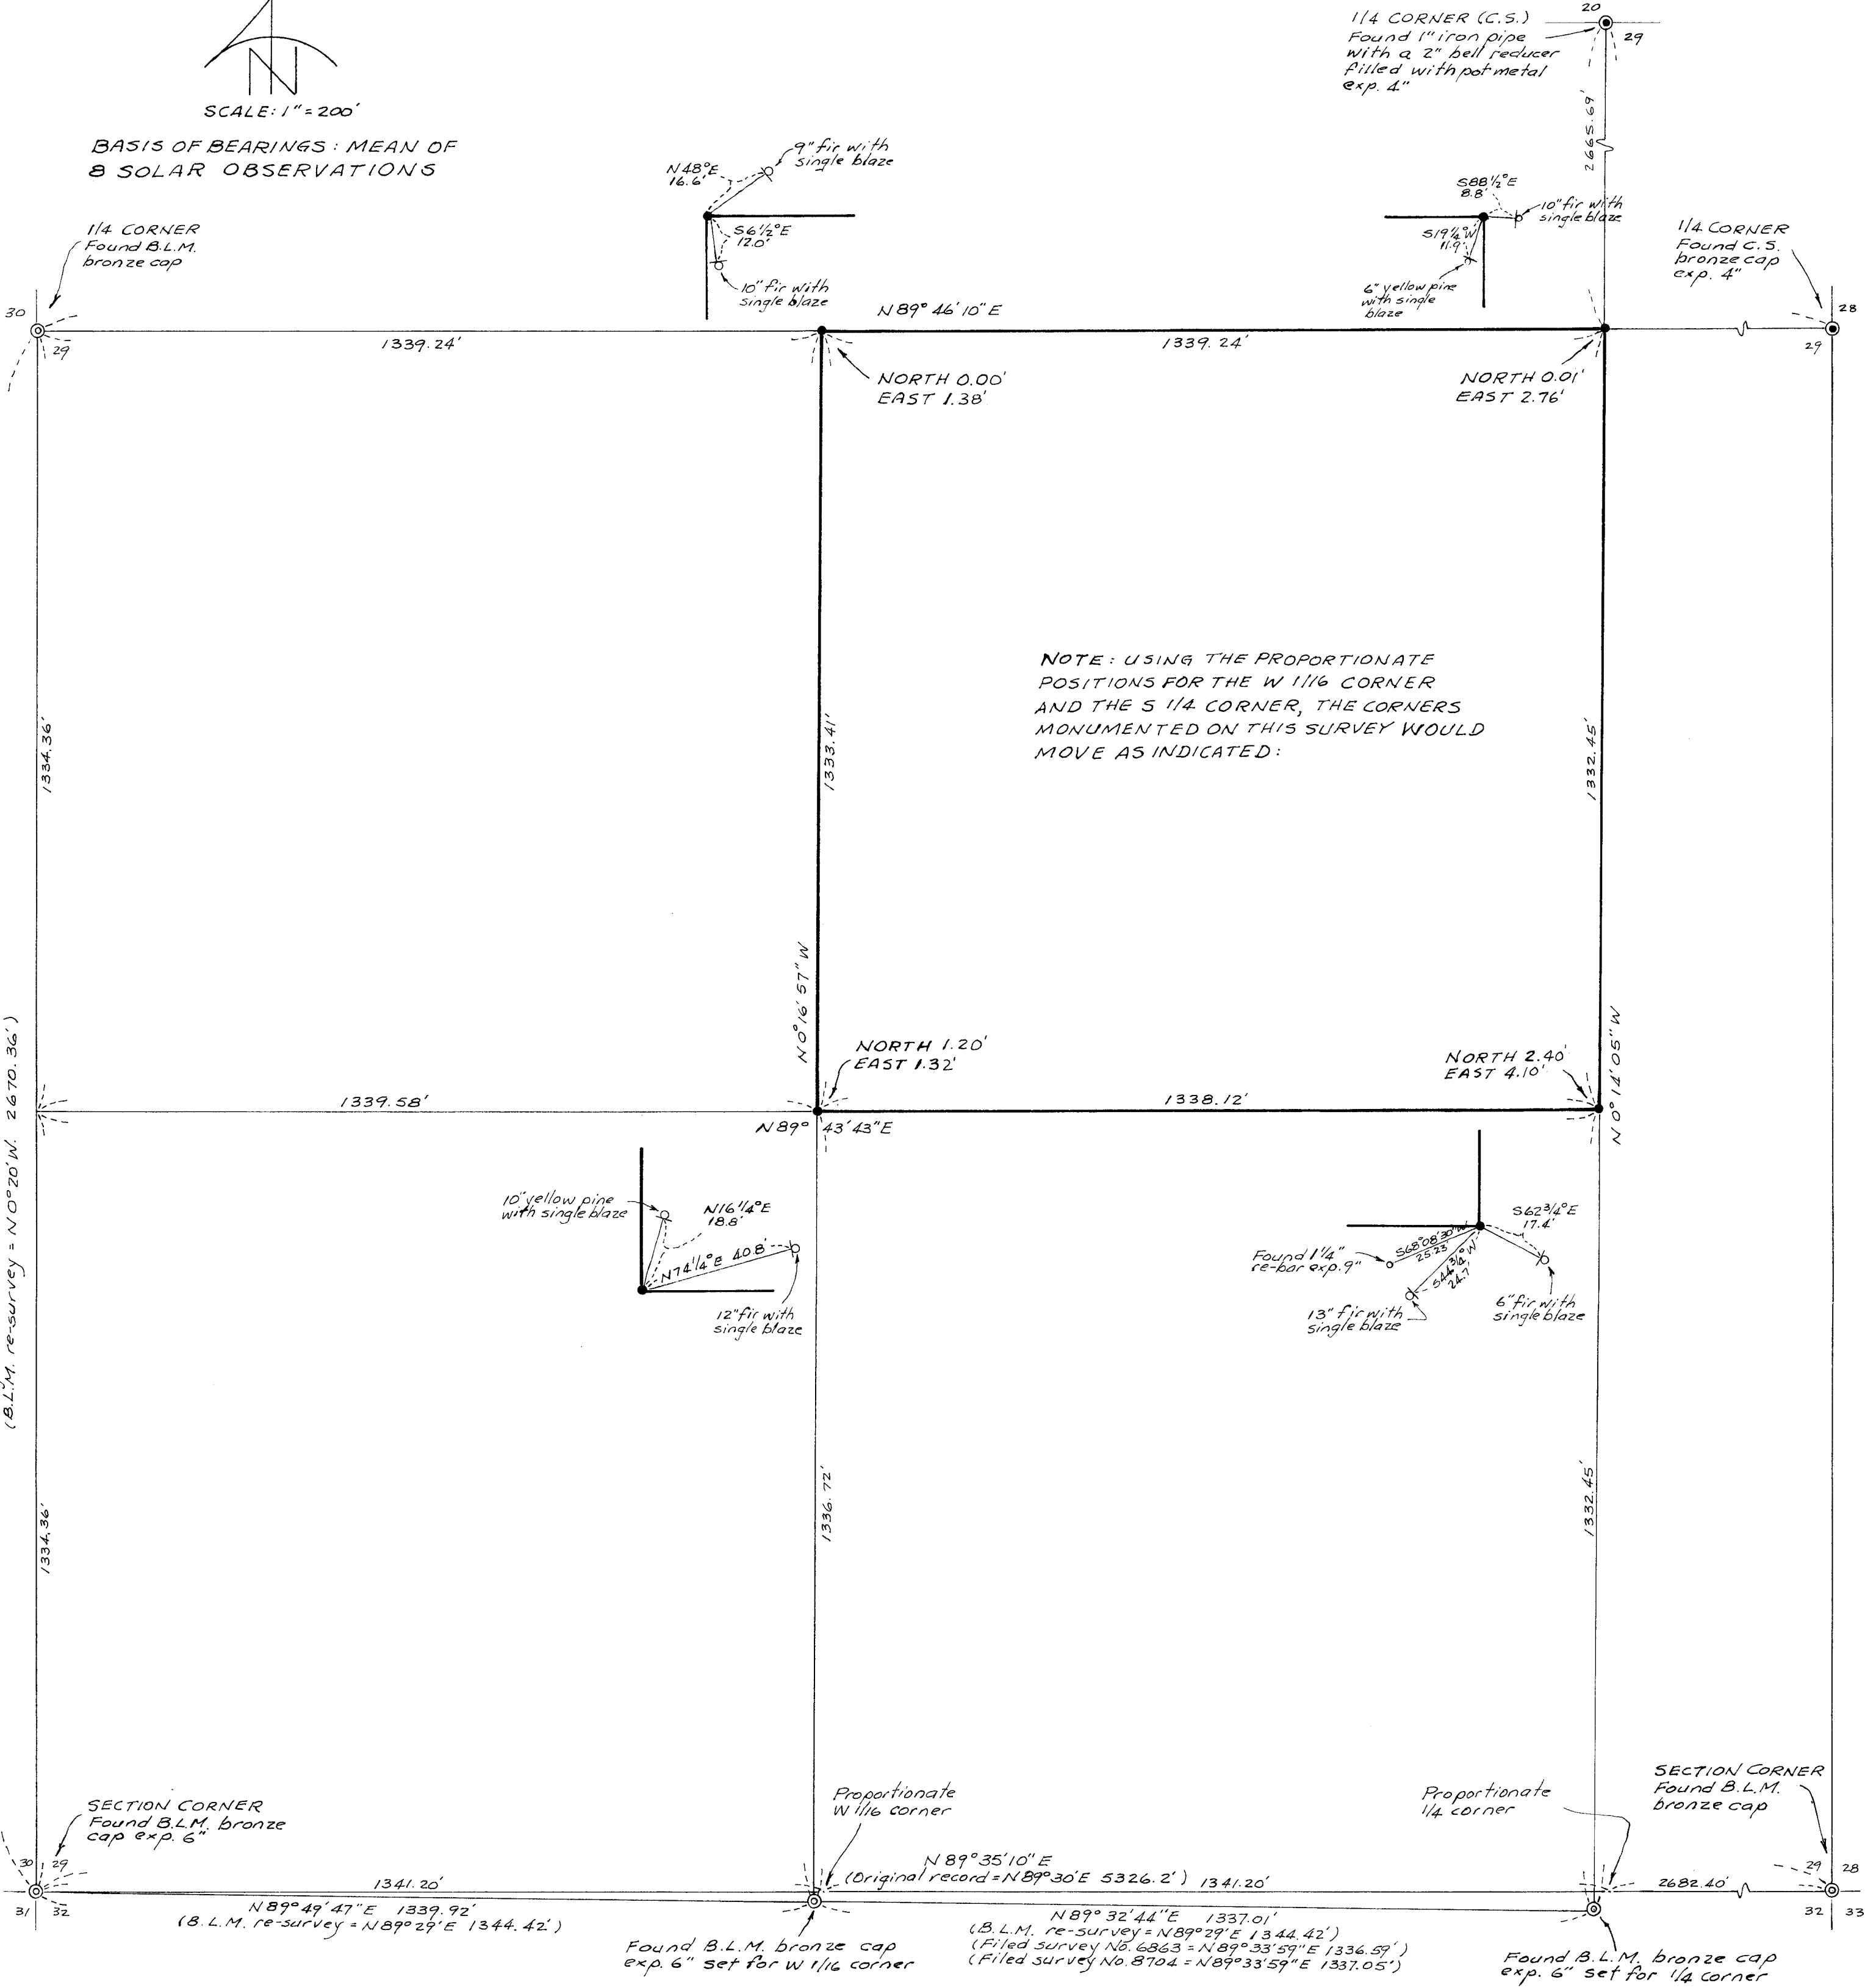 N
SCALE: 1" = 200'
BASIS OF BEARINGS : MEAN OF
8 SOLAR OBSERVATIONS
1/4 CORNER (C.S.)
Found 1" iron pipe
with a 2" bell reducer
filled with pot metal
exp. 4"
20
29
2665.69'
N48°E
16.6'
9" fir with
single blaze
S6 1/2°E
12.0'
10" fir with
single blaze
S88 1/2°E
8.8'
10" fir with
single blaze
S19 1/4°W
11.9'
6" yellow pine
with single
blaze
1/4 CORNER
Found B.L.M.
bronze cap
1/4 CORNER
Found C.S.
bronze cap
exp. 4"
30
29
28
29
1339.24'
N 89° 46' 10" E
1339.24'
NORTH 0.00'
EAST 1.38'
NORTH 0.01'
EAST 2.76'
NOTE: USING THE PROPORTIONATE
POSITIONS FOR THE W 1/16 CORNER
AND THE S 1/4 CORNER, THE CORNERS
MONUMENTED ON THIS SURVEY WOULD
MOVE AS INDICATED:
1334.36'
1333.41'
1332.45'
N 0° 16' 57" W
N 0° 14' 05" W
(B.L.M. re-survey = N0°20'W. 2670.36')
NORTH 1.20'
EAST 1.32'
NORTH 2.40'
EAST 4.10'
1339.58'
1338.12'
N 89° 43' 43" E
10" yellow pine
with single blaze
N16 1/4°E
18.8'
N74 1/4°E 40.8'
12" fir with
single blaze
S62 3/4°E
17.4'
S68°08'30"W
25.23'
Found 1 1/4"
re-bar exp. 9"
S44 3/4°W
24.7'
13" fir with
single blaze
6" fir with
single blaze
1334.36'
1336.72'
1332.45'
SECTION CORNER
Found B.L.M. bronze
cap exp. 6"
Proportionate
W 1/16 corner
Proportionate
1/4 corner
SECTION CORNER
Found B.L.M.
bronze cap
30
29
31
32
29
28
32
33
1341.20'
N 89° 35' 10" E
(Original record = N 89° 30' E 5326.2') 1341.20'
2682.40'
N 89° 49' 47" E 1339.92'
(B.L.M. re-survey = N 89° 29' E 1344.42')
N 89° 32' 44" E 1337.01'
(B.L.M. re-survey = N 89° 29' E 1344.42')
(Filed survey No. 6863 = N 89° 33' 59" E 1336.59')
(Filed survey No. 8704 = N 89° 33' 59" E 1337.05')
Found B.L.M. bronze cap
exp. 6" set for W 1/16 corner
Found B.L.M. bronze cap
exp. 6" set for 1/4 corner